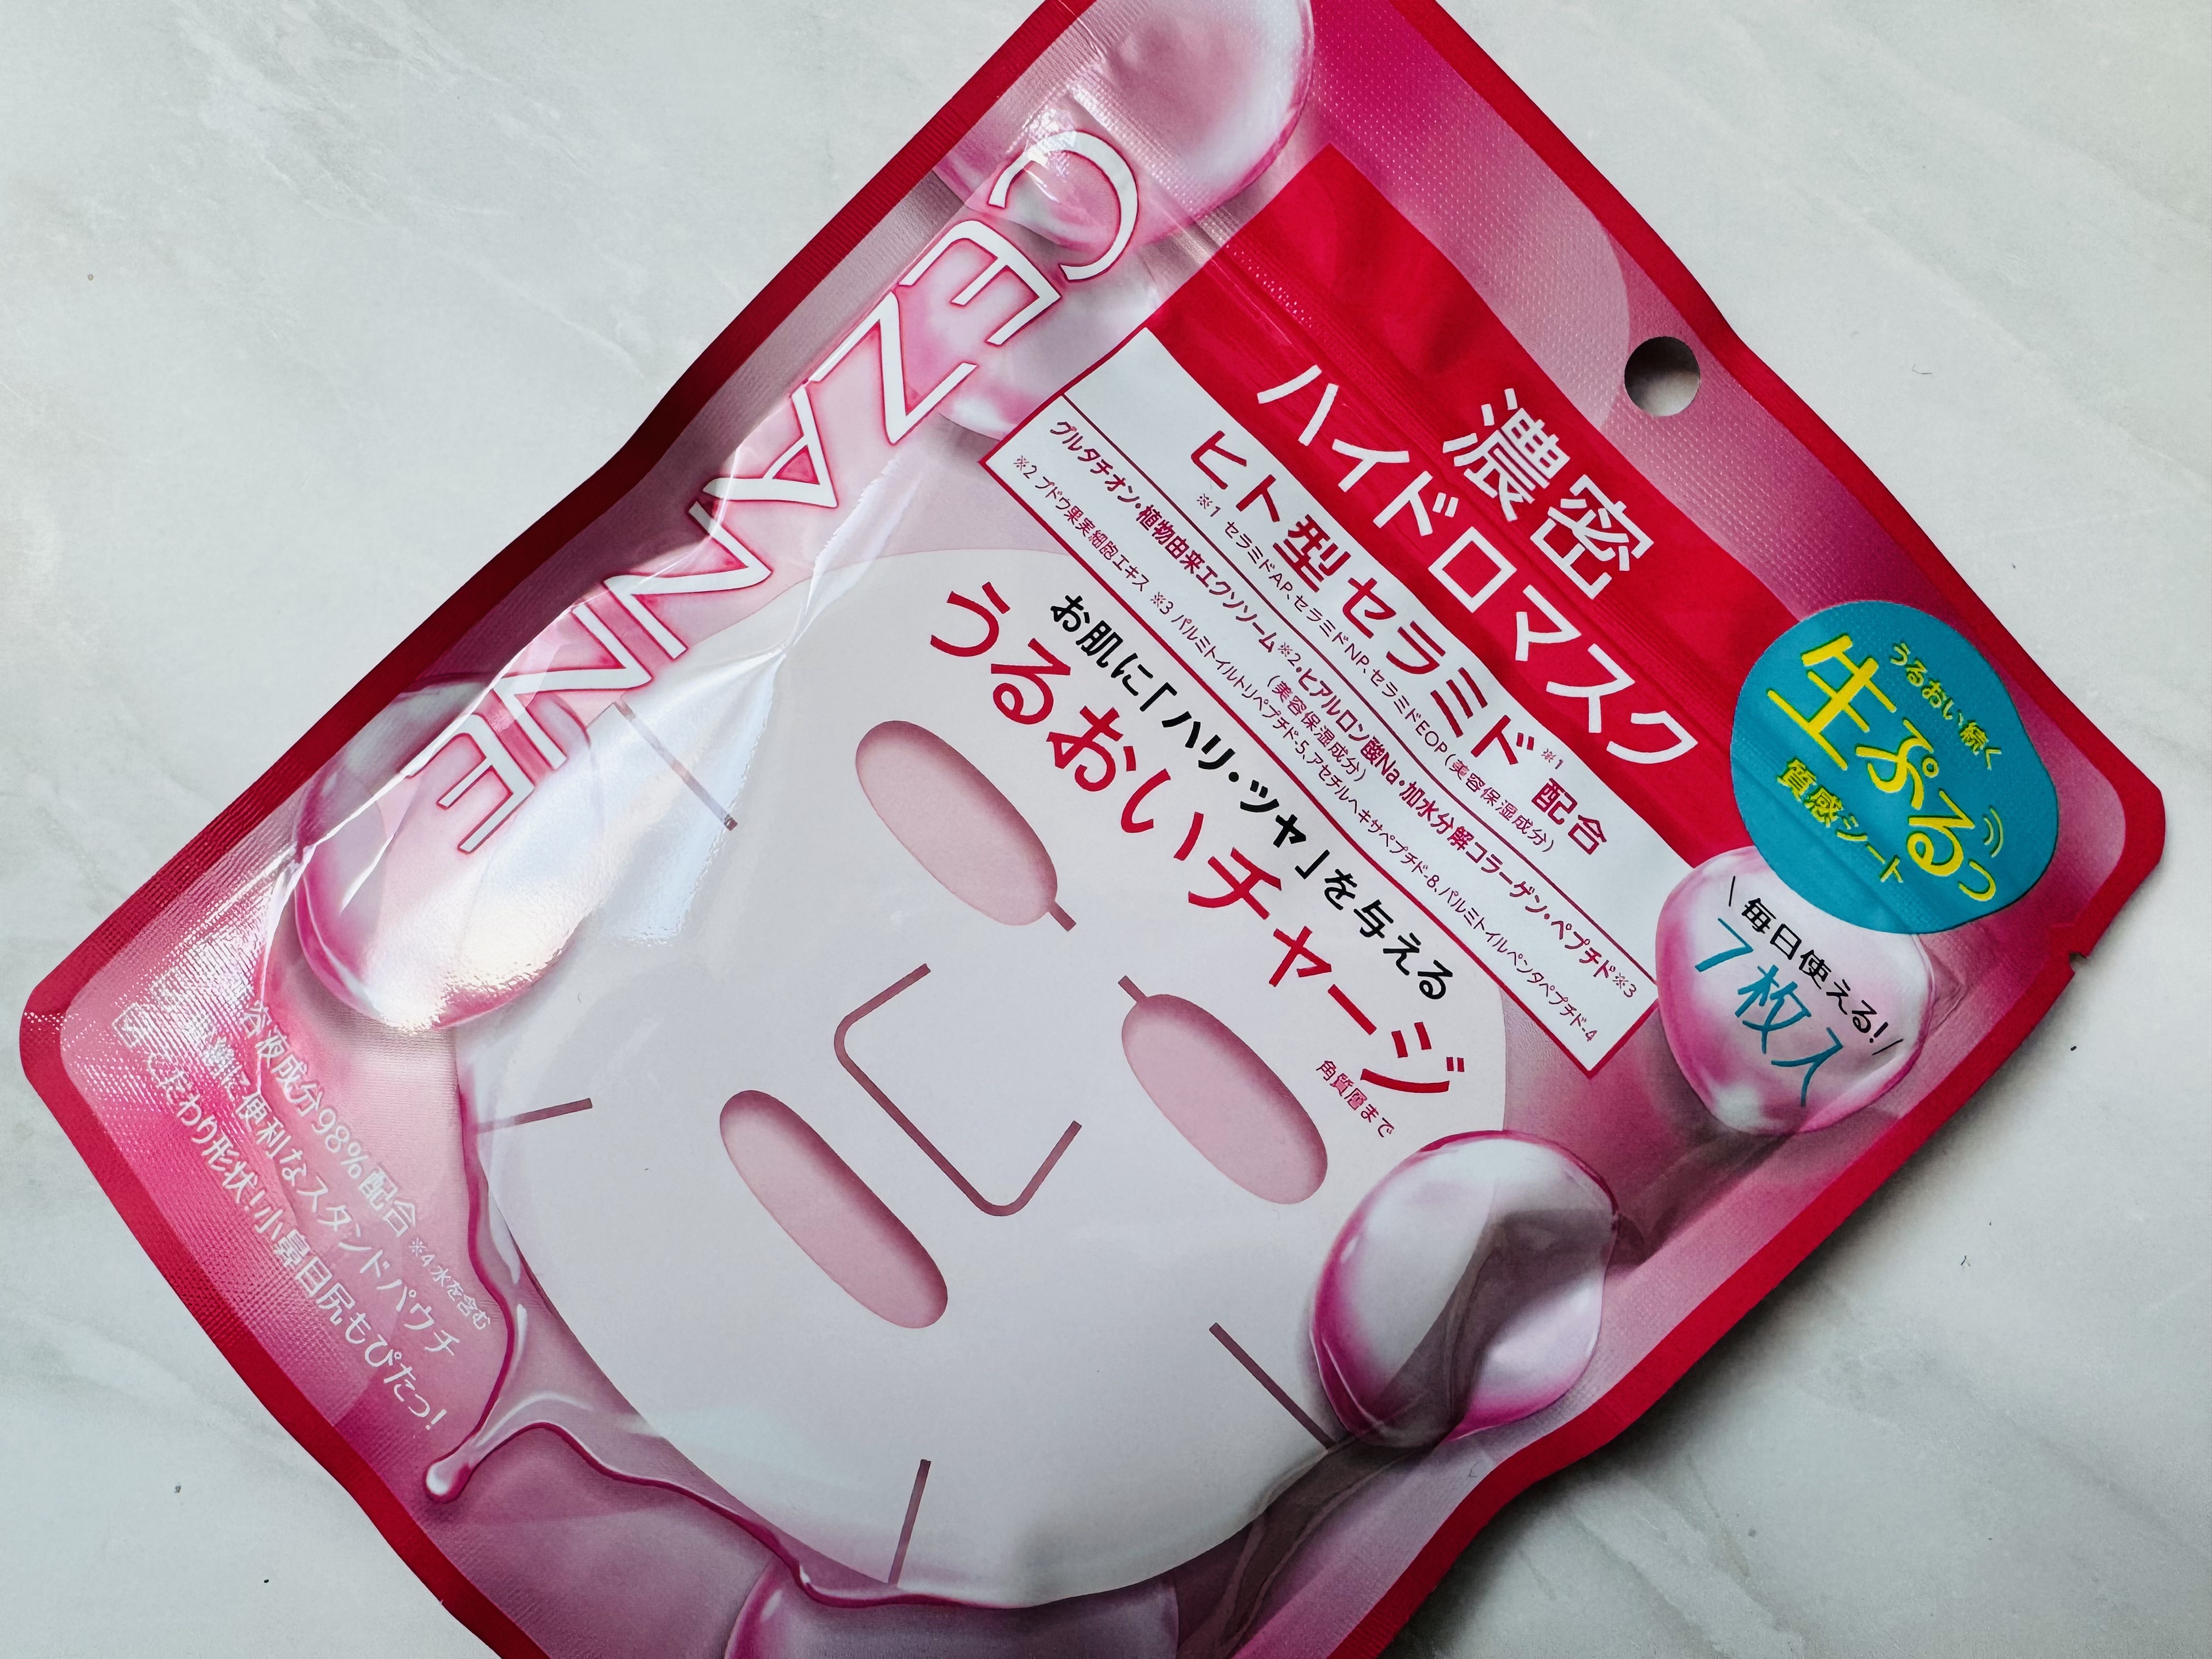 CEZANNE
濃密
ハイドロマスク
ヒト型セラミド※1配合
※1 セラミドAP、セラミドNP、セラミドEOP(美容保湿成分)
グルタチオン・植物由来エクソソーム※2・ヒアルロン酸Na・加水分解コラーゲン・ペプチド※3
(美容保湿成分)
※2 ブドウ果実細胞エキス ※3 パルミトイルトリペプチド-5、アセチルヘキサペプチド-8、パルミトイルペンタペプチド-4
お肌に「ハリ・ツヤ」を与える
うるおいチャージ
角質層まで
うるおい続く
生ぷるっ
質感シート
\毎日使える!/
7枚入
溶液成分98%配合 ※4 水を含む
便利なスタンドパウチ
こだわり形状!小鼻目尻もぴたっ!